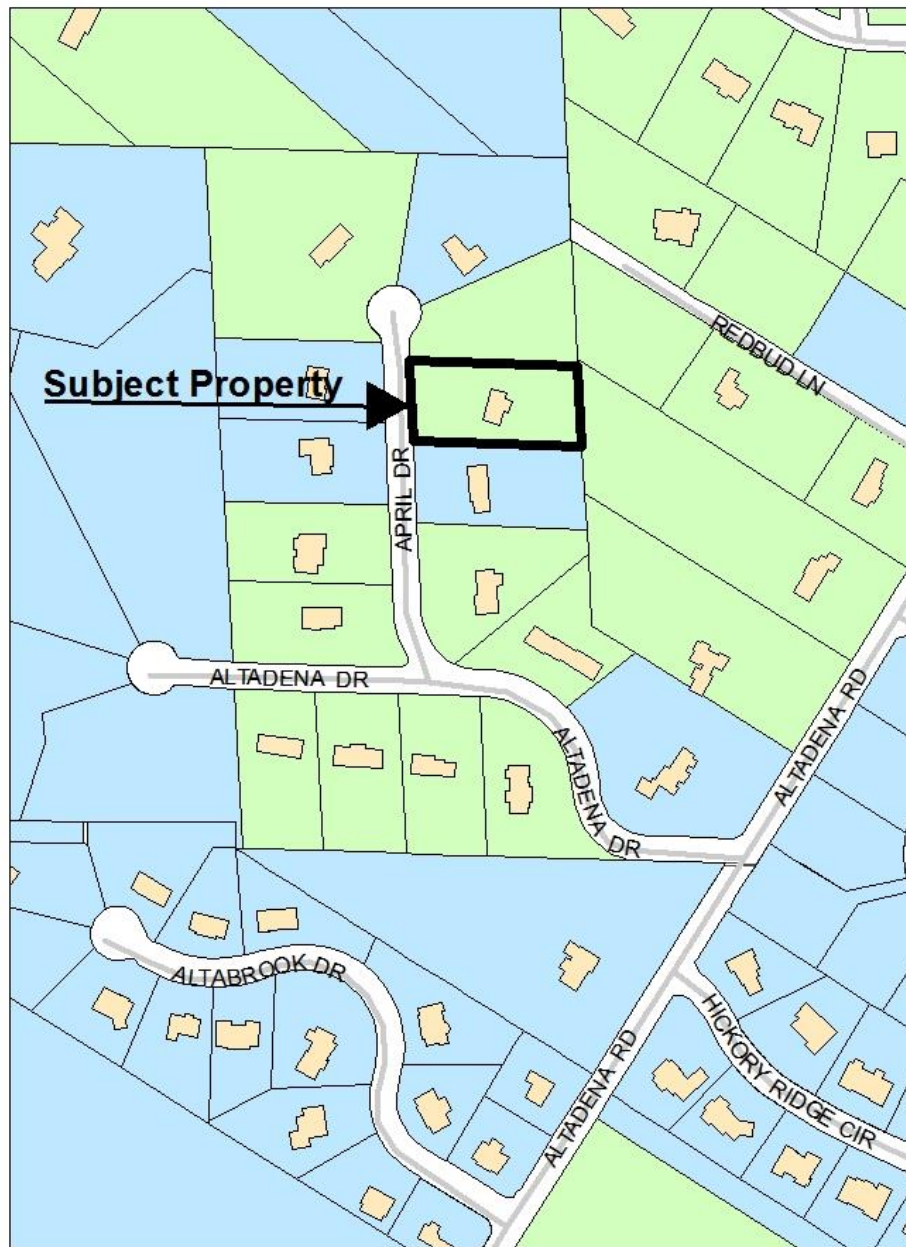 REDBUD LN
Subject Property
APRIL DR
ALTADENA DR
ALTADENA RD
ALTADENA DR
ALTABROOK DR
HICKORY RIDGE CIR
ALTADENA RD